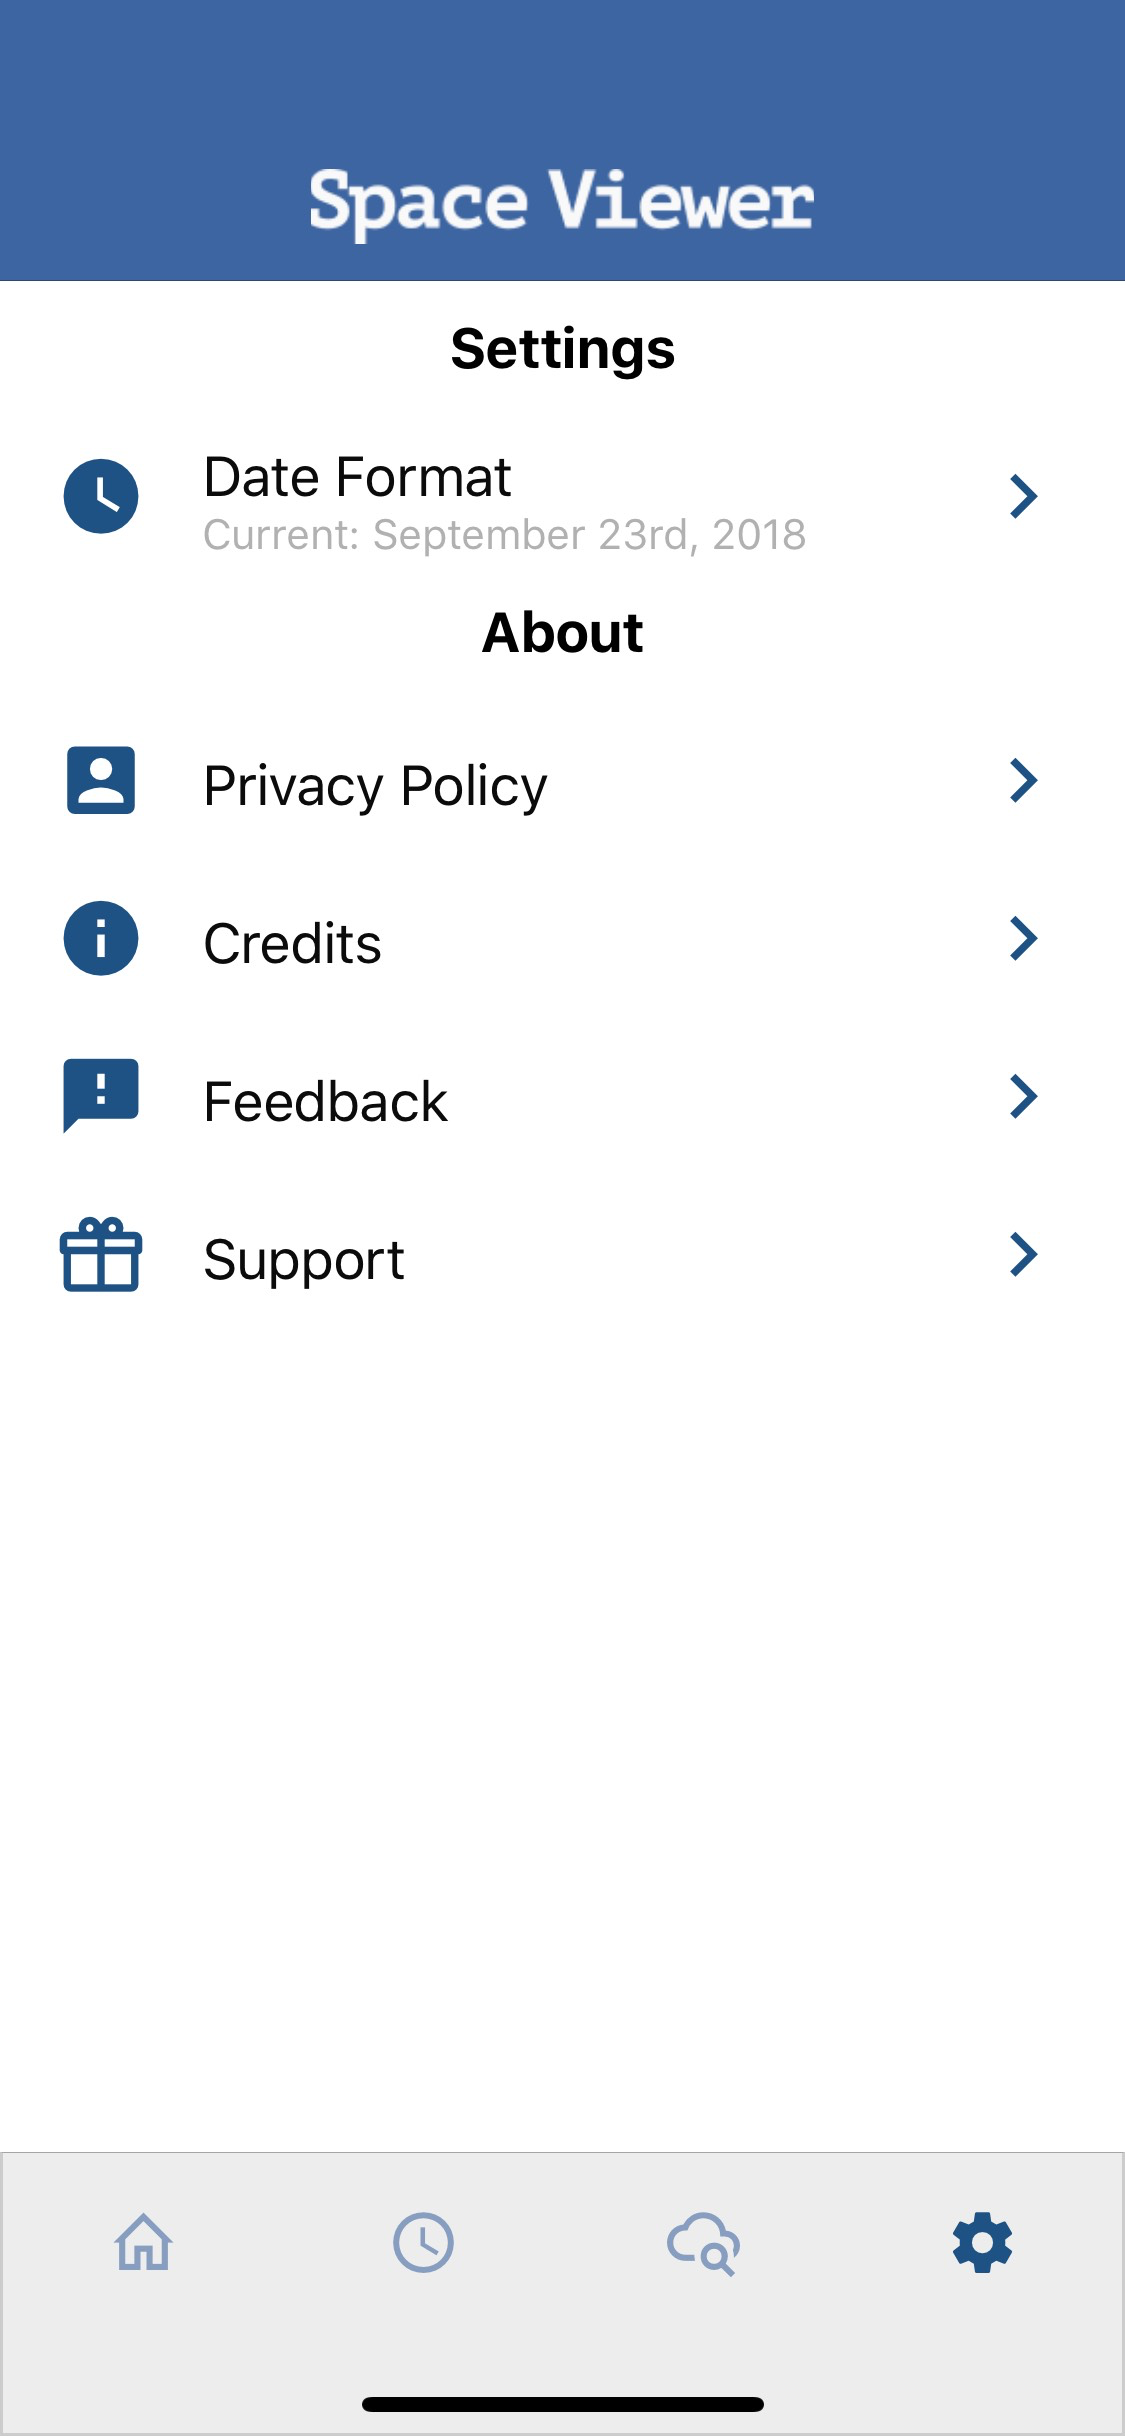 Space Viewer
Settings
Date Format
Current: September 23rd, 2018
About
Privacy Policy
Credits
Feedback
Support